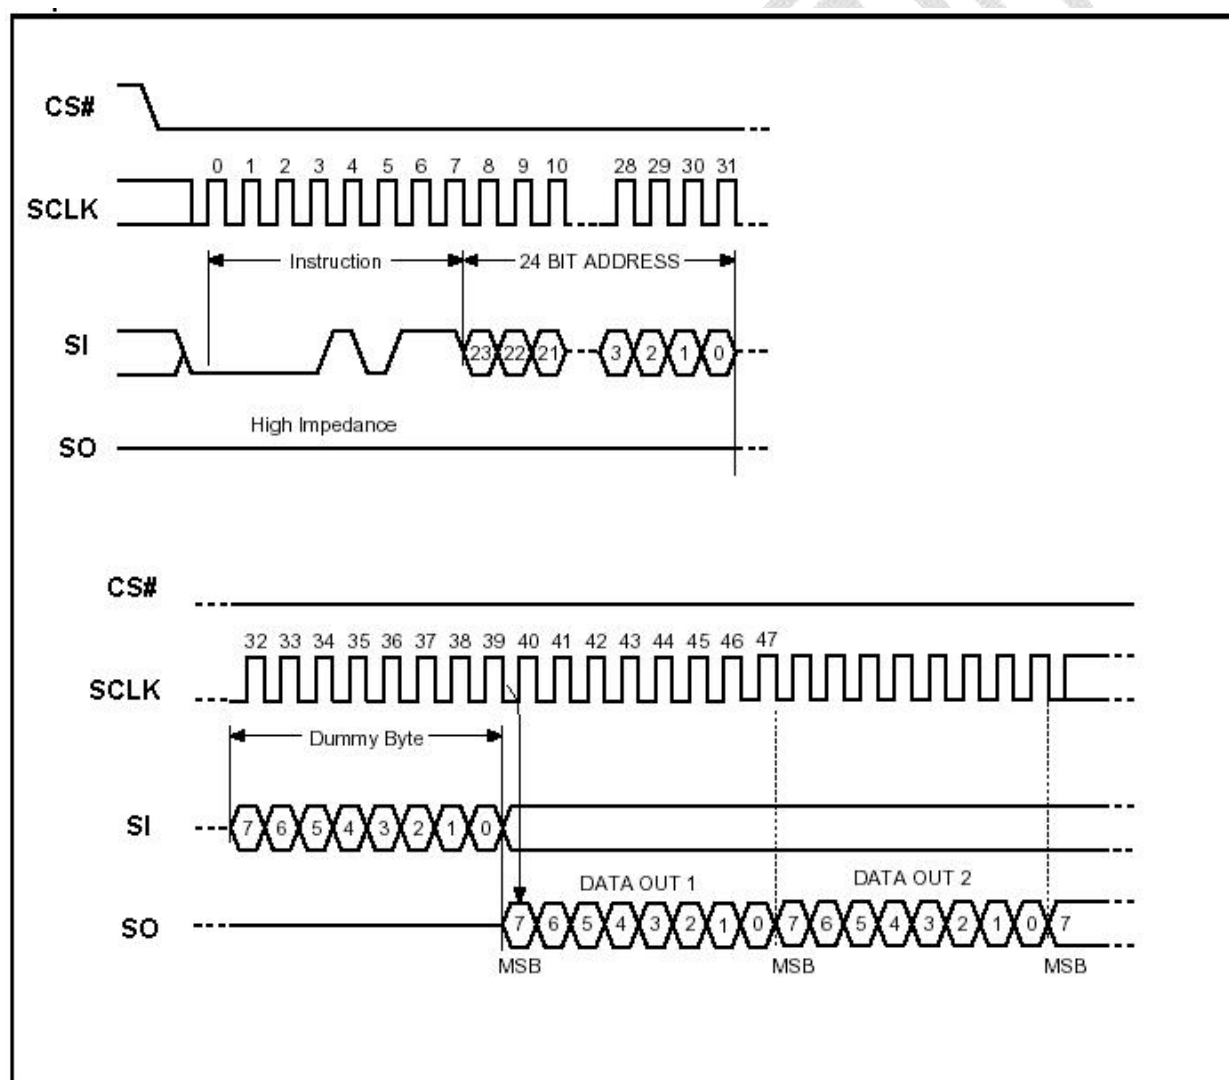 CS#
0 1 2 3 4 5 6 7 8 9 10 28 29 30 31
SCLK
Instruction 24 BIT ADDRESS
SI
23 22 21 3 2 1 0
High Impedance
SO
CS#
32 33 34 35 36 37 38 39 40 41 42 43 44 45 46 47
SCLK
Dummy Byte
SI
7 6 5 4 3 2 1 0
DATA OUT 1 DATA OUT 2
SO
7 6 5 4 3 2 1 0 7 6 5 4 3 2 1 0 7
MSB MSB MSB